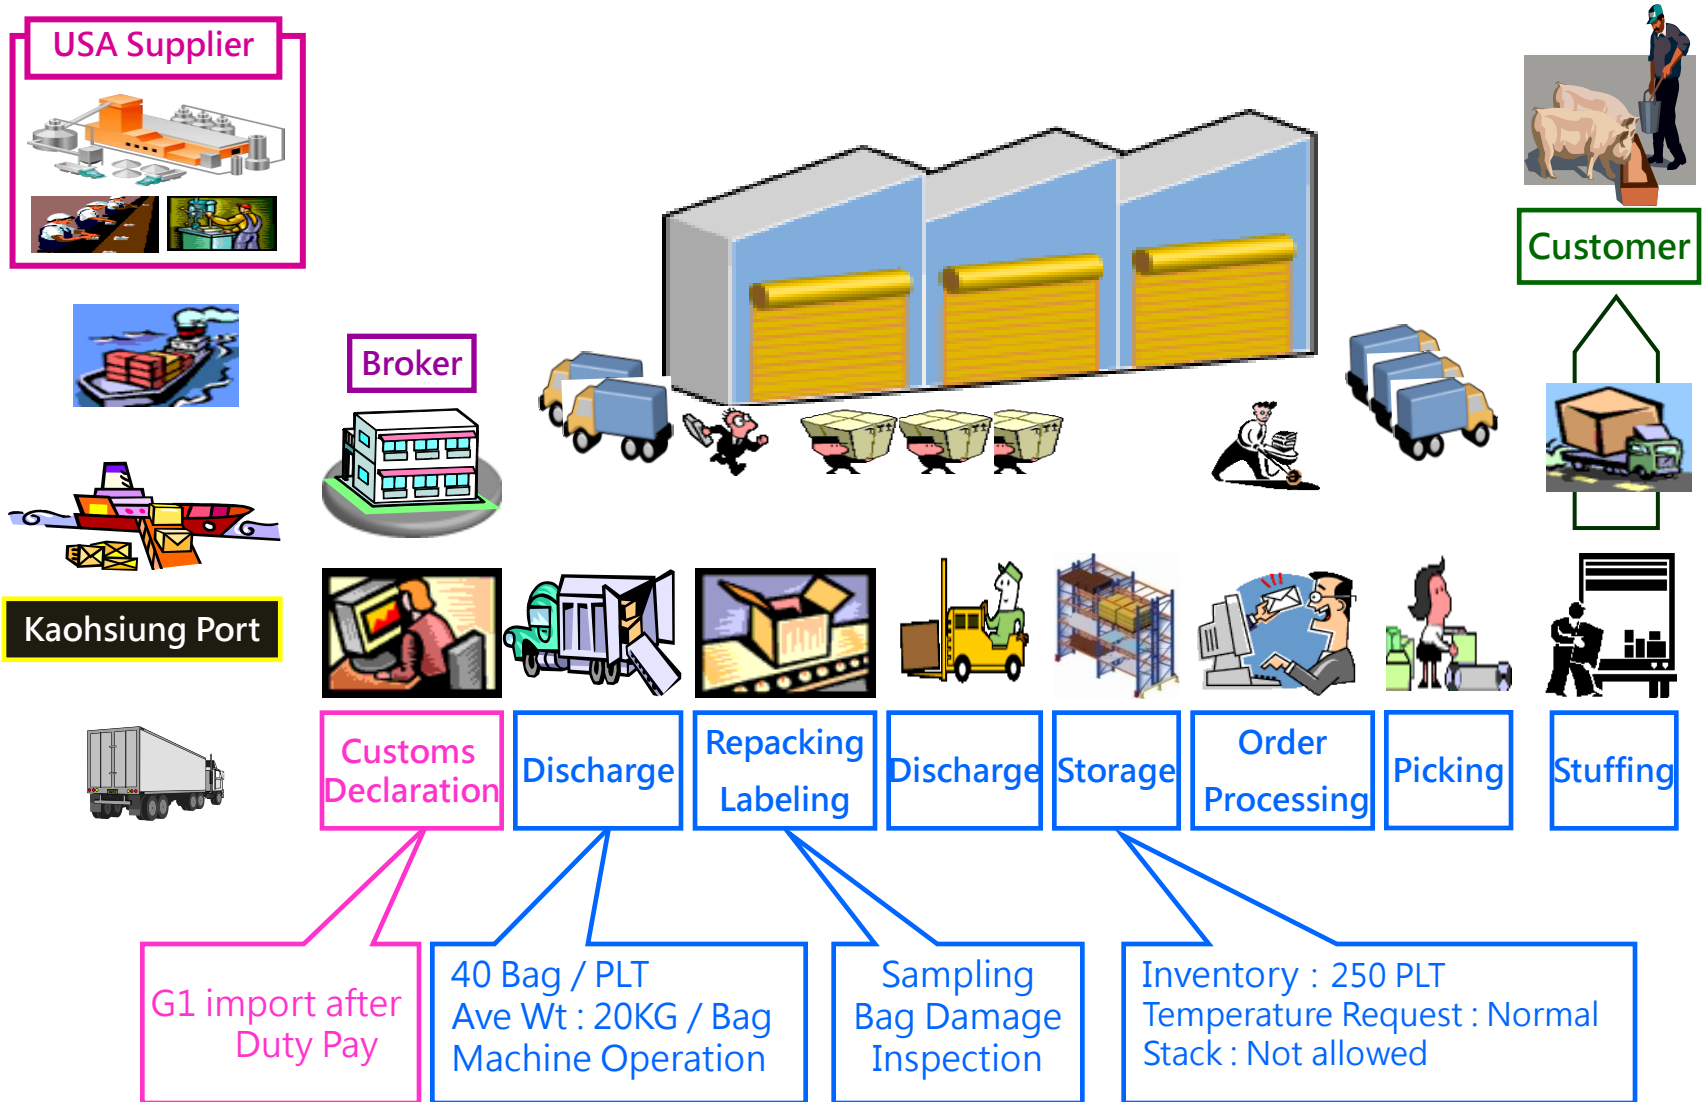 USA Supplier
Customer
Broker
Kaohsiung Port
Customs
Declaration
Discharge
Repacking
Labeling
Discharge
Storage
Order
Processing
Picking
Stuffing
G1 import after
Duty Pay
40 Bag / PLT
Ave Wt : 20KG / Bag
Machine Operation
Sampling
Bag Damage
Inspection
Inventory : 250 PLT
Temperature Request : Normal
Stack : Not allowed